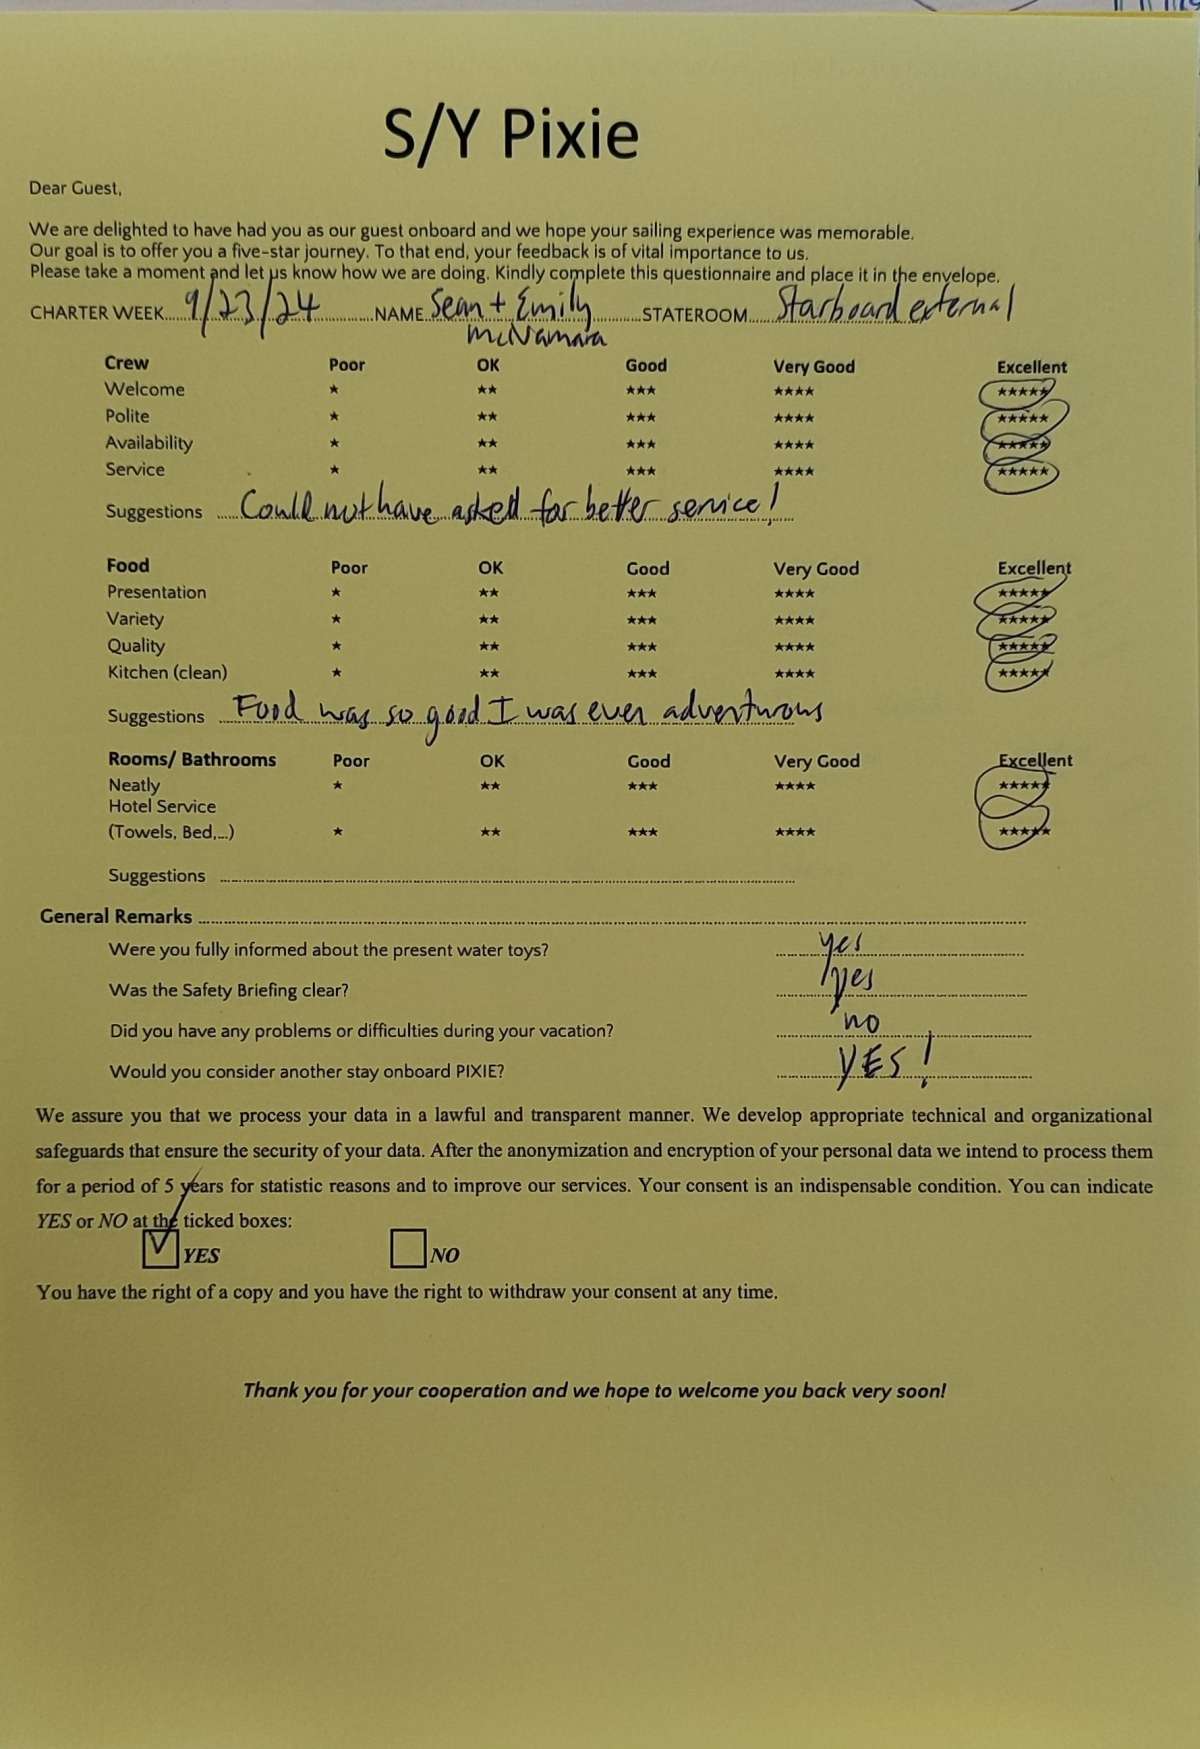 S/Y Pixie
Dear Guest,
We are delighted to have had you as our guest onboard and we hope your sailing experience was memorable.
Our goal is to offer you a five-star journey. To that end, your feedback is of vital importance to us.
Please take a moment and let us know how we are doing. Kindly complete this questionnaire and place it in the envelope.
CHARTER WEEK 9/23/24 NAME Sean + Emily STATEROOM Starboard external
McNamara
Crew Poor OK Good Very Good Excellent
Welcome ★ ★★ ★★★ ★★★★ ★★★★★
Polite ★ ★★ ★★★ ★★★★ ★★★★★
Availability ★ ★★ ★★★ ★★★★ ★★★★★
Service ★ ★★ ★★★ ★★★★ ★★★★★
Suggestions Could not have asked for better service!
Food Poor OK Good Very Good Excellent
Presentation ★ ★★ ★★★ ★★★★ ★★★★★
Variety ★ ★★ ★★★ ★★★★ ★★★★★
Quality ★ ★★ ★★★ ★★★★ ★★★★★
Kitchen (clean) ★ ★★ ★★★ ★★★★ ★★★★★
Suggestions Food was so good I was even adventurous
Rooms/ Bathrooms Poor OK Good Very Good Excellent
Neatly ★ ★★ ★★★ ★★★★ ★★★★★
Hotel Service
(Towels, Bed,...) ★ ★★ ★★★ ★★★★ ★★★★★
Suggestions
General Remarks
Were you fully informed about the present water toys? yes
Was the Safety Briefing clear? yes
Did you have any problems or difficulties during your vacation? no
Would you consider another stay onboard PIXIE? YES!
We assure you that we process your data in a lawful and transparent manner. We develop appropriate technical and organizational
safeguards that ensure the security of your data. After the anonymization and encryption of your personal data we intend to process them
for a period of 5 years for statistic reasons and to improve our services. Your consent is an indispensable condition. You can indicate
YES or NO at the ticked boxes:
YES NO
You have the right of a copy and you have the right to withdraw your consent at any time.
Thank you for your cooperation and we hope to welcome you back very soon!